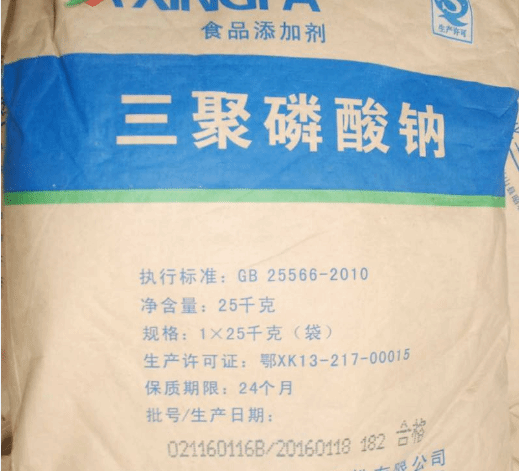 XINGFA
食品添加剂
生产许可
三聚磷酸钠
执行标准：GB 25566-2010
净含量：25千克
规格：1×25千克（袋）
生产许可证：鄂XK13-217-00015
保质期限：24个月
批号/生产日期：
021160116B/20160118 182 合格
有限公司